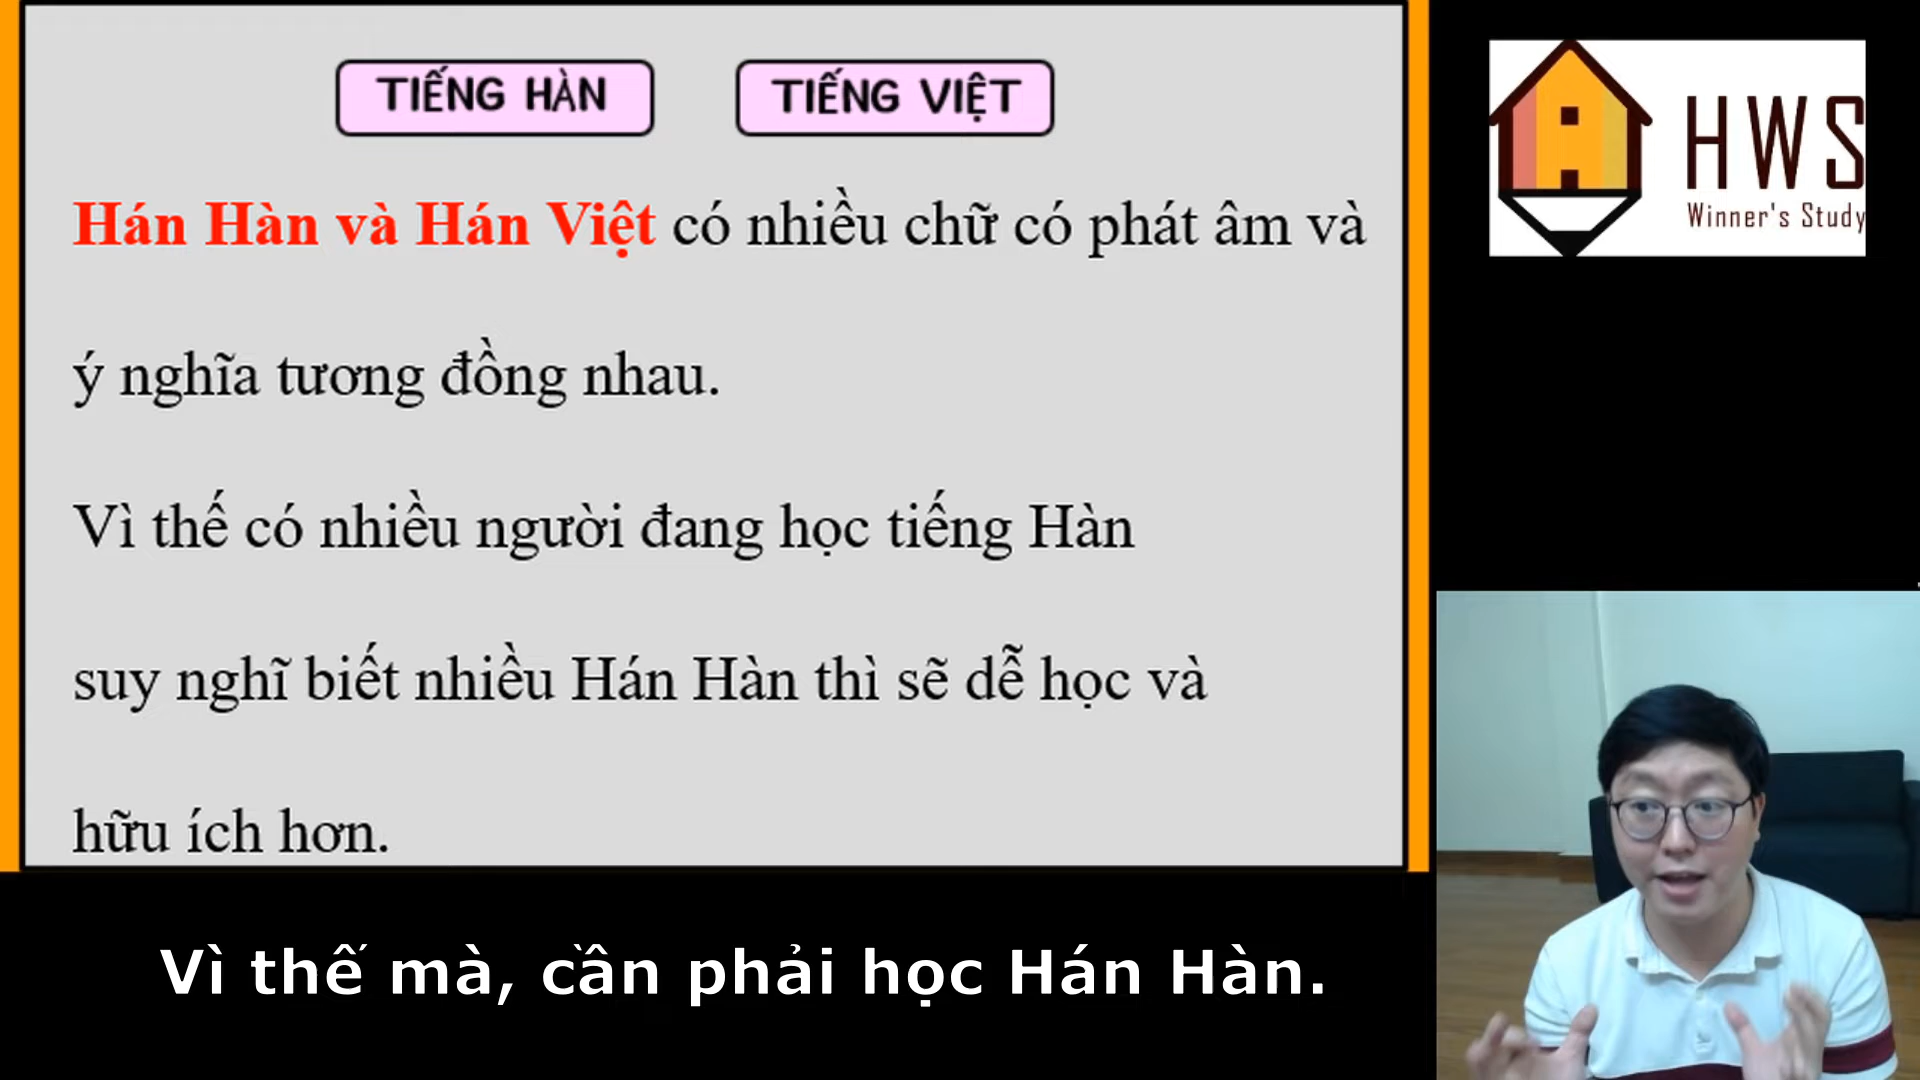 TIẾNG HÀN
TIẾNG VIỆT
Hán Hàn và Hán Việt có nhiều chữ có phát âm và
ý nghĩa tương đồng nhau.
Vì thế có nhiều người đang học tiếng Hàn
suy nghĩ biết nhiều Hán Hàn thì sẽ dễ học và
hữu ích hơn.
Vì thế mà, cần phải học Hán Hàn.
HWS
Winner's Study